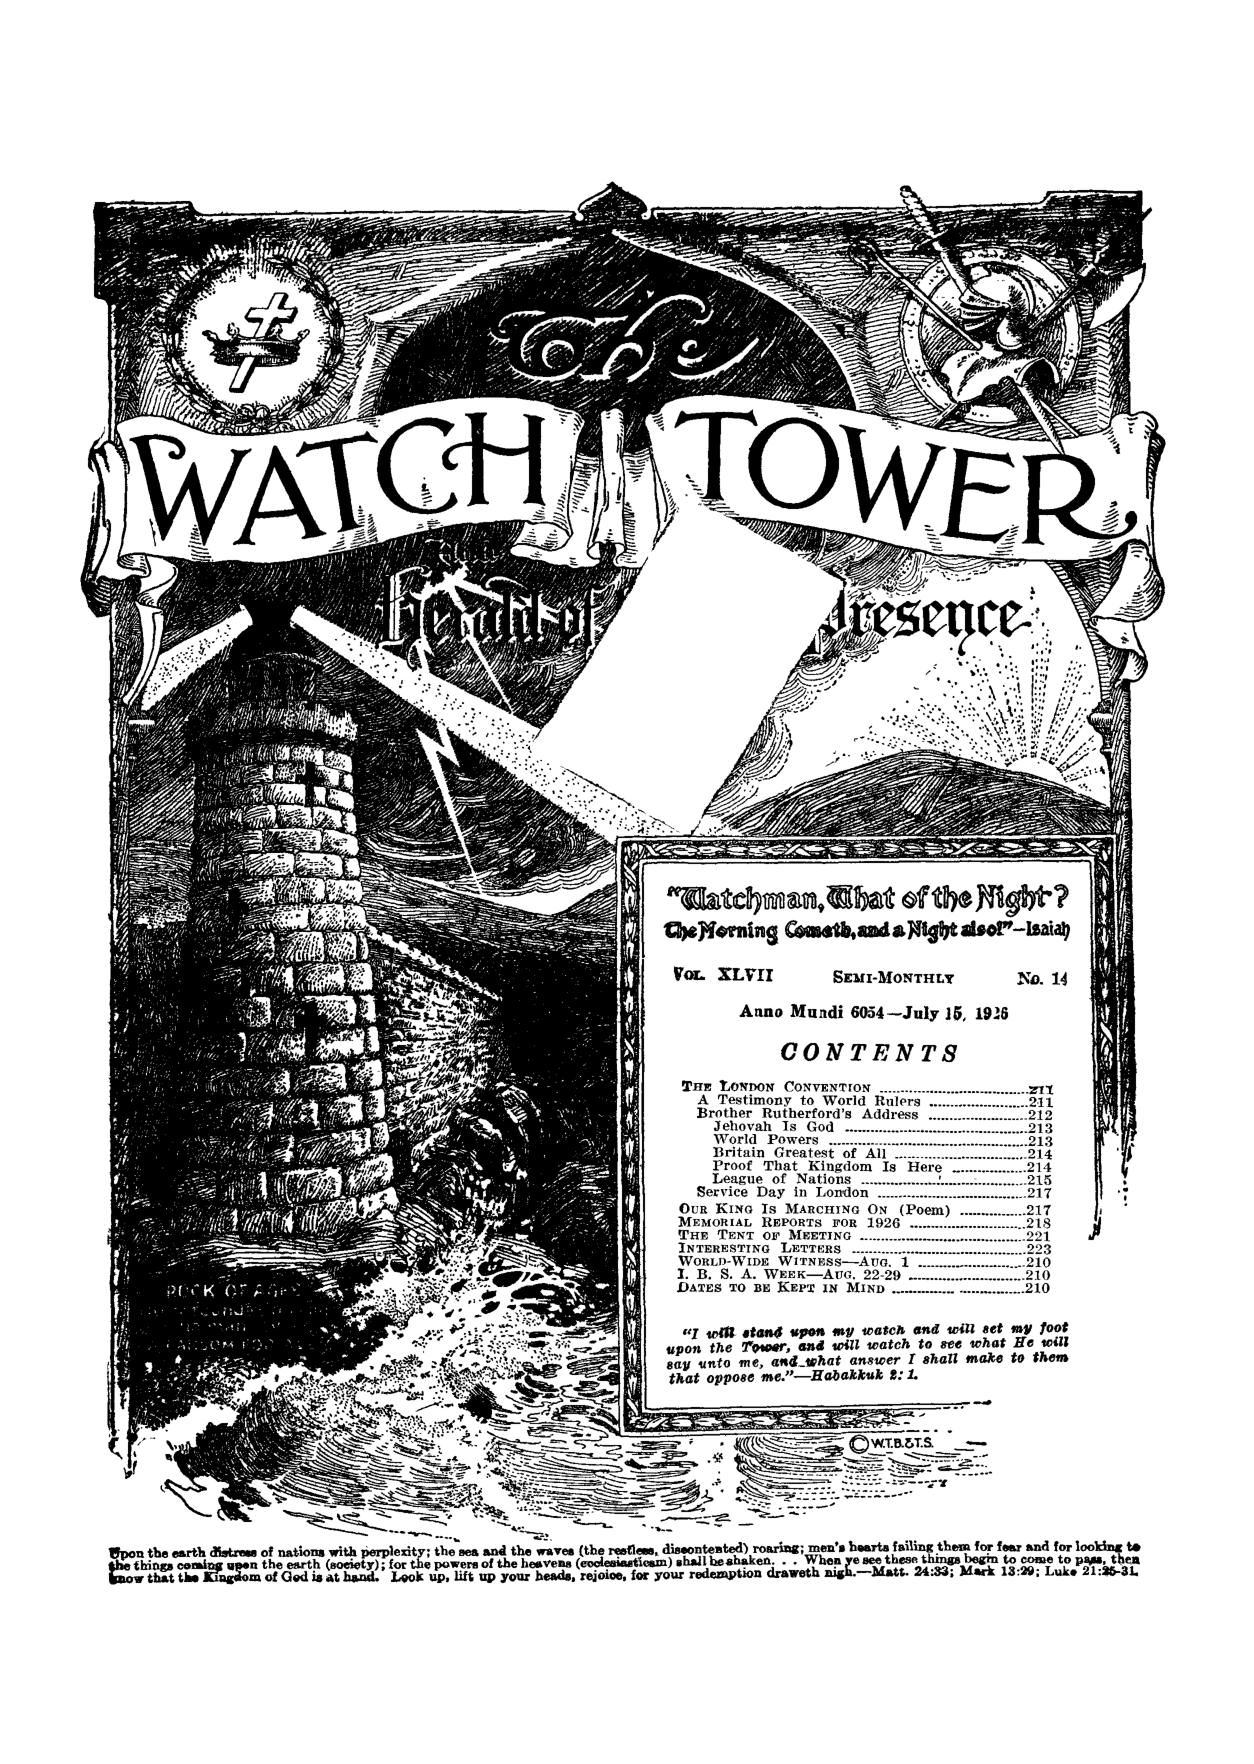 The
WATCH TOWER
And
Herald of
Presence
"Watchman, What of the Night?
The Morning Cometh, and a Night also!"—Isaiah
VOL. XLVII SEMI-MONTHLY No. 14
Anno Mundi 6054—July 15, 1926
CONTENTS
THE LONDON CONVENTION 211
A Testimony to World Rulers 211
Brother Rutherford's Address 212
Jehovah Is God 213
World Powers 213
Britain Greatest of All 214
Proof That Kingdom Is Here 214
League of Nations 215
Service Day in London 217
OUR KING IS MARCHING ON (Poem) 217
MEMORIAL REPORTS FOR 1926 218
THE TENT OF MEETING 221
INTERESTING LETTERS 223
WORLD-WIDE WITNESS—AUG. 1 210
I. B. S. A. WEEK—AUG. 22-29 210
DATES TO BE KEPT IN MIND 210
"I will stand upon my watch and will set my foot
upon the Tower, and will watch to see what He will
say unto me, and what answer I shall make to them
that oppose me."—Habakkuk 2: 1.
ROCK OF AGES
©W.T.B.&T.S.
Upon the earth distress of nations with perplexity; the sea and the waves (the restless, discontented) roaring; men's hearts failing them for fear and for looking to
the things coming upon the earth (society); for the powers of the heavens (ecclesiasticsm) shall be shaken. . . When ye see these things begin to come to pass, then
know that the Kingdom of God is at hand. Look up, lift up your heads, rejoice, for your redemption draweth nigh.—Matt. 24:33; Mark 13:29; Luke 21:25-31.